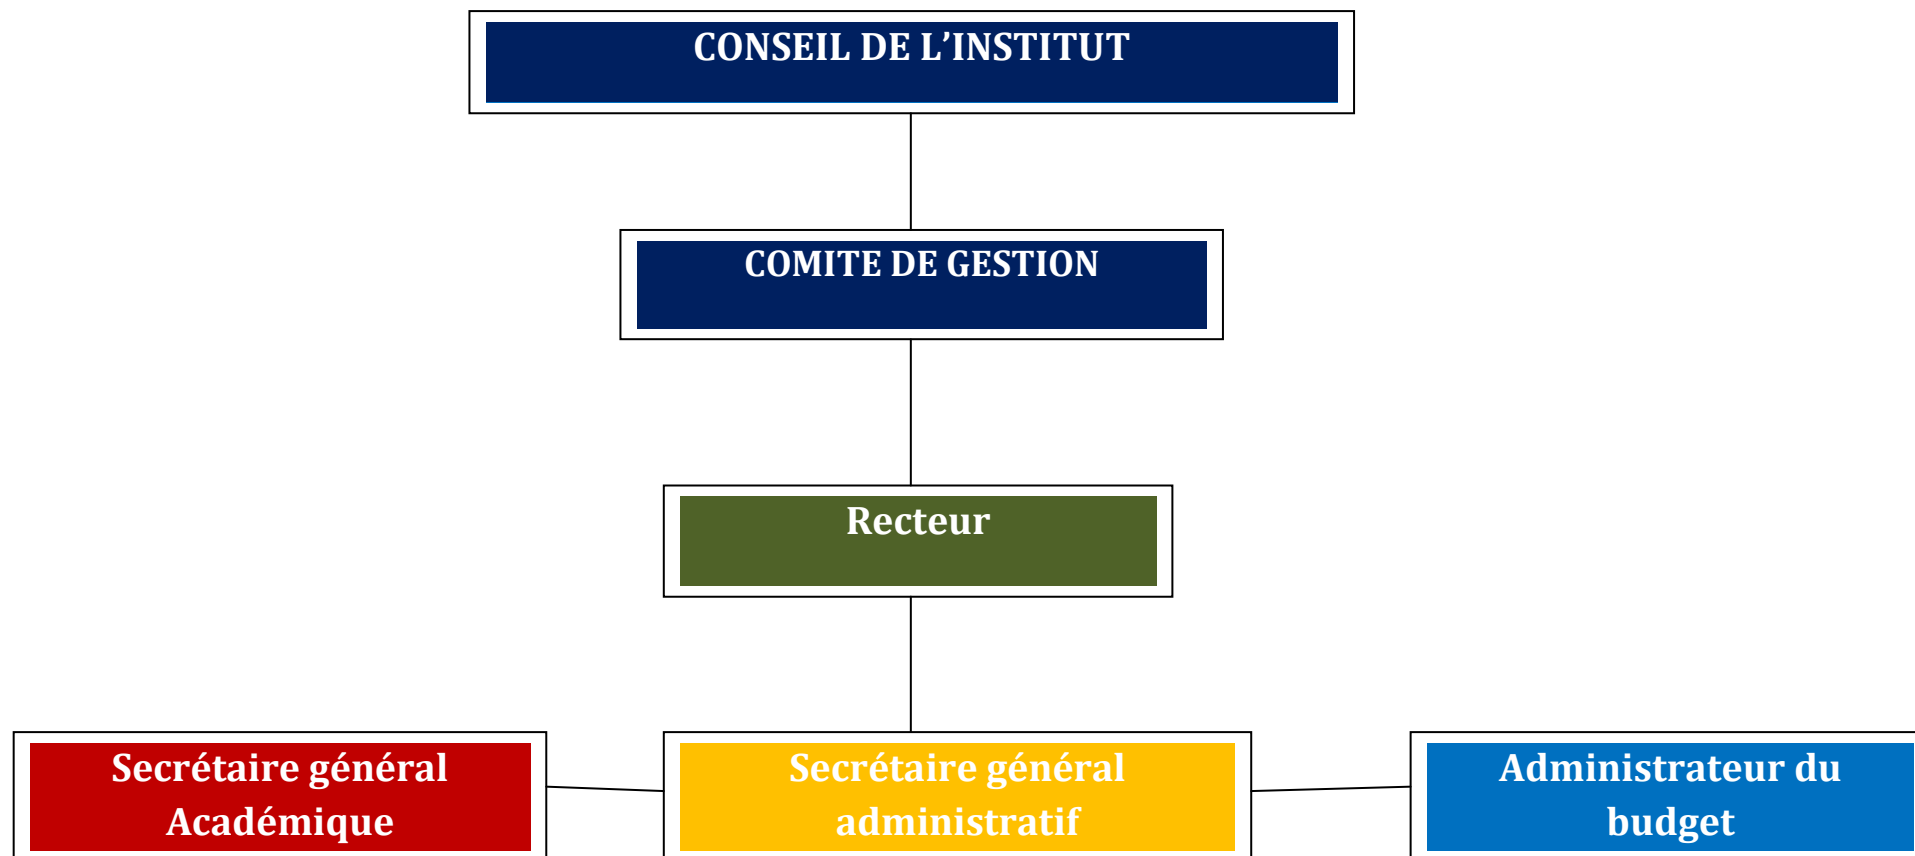 CONSEIL DE L’INSTITUT
COMITE DE GESTION
Recteur
Secrétaire général
Académique
Secrétaire général
administratif
Administrateur du
budget